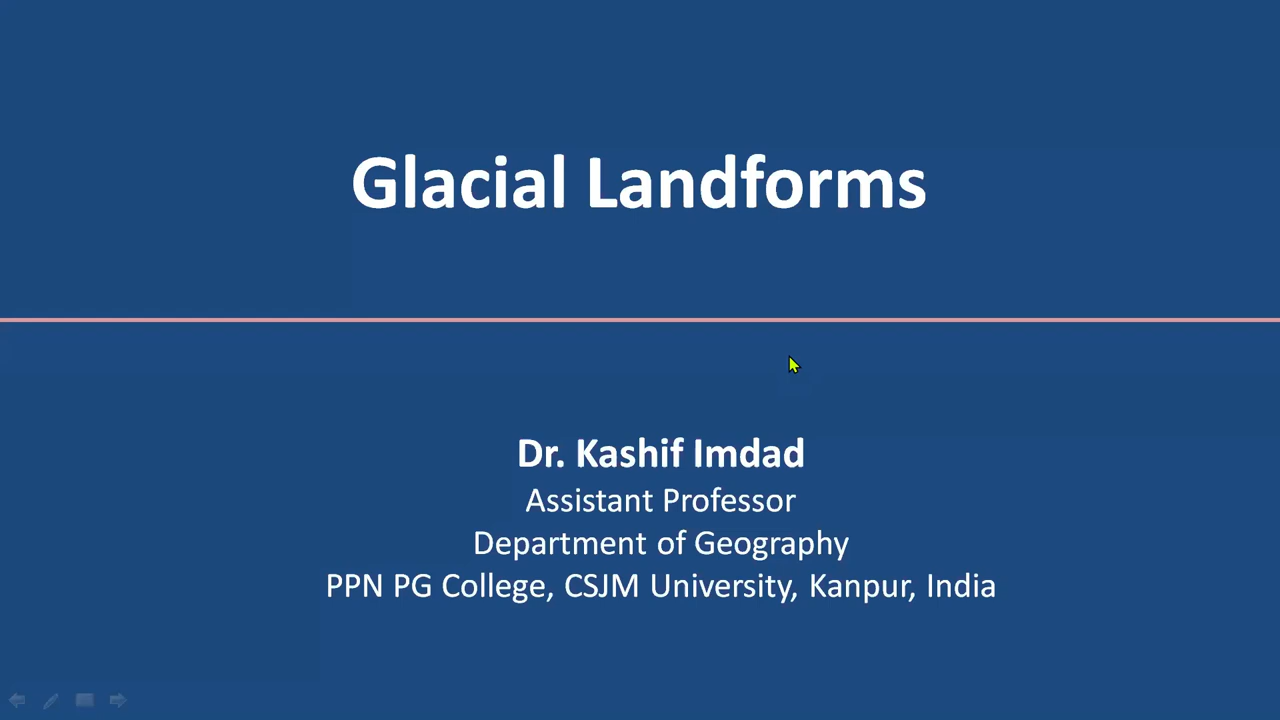 Glacial Landforms
Dr. Kashif Imdad
Assistant Professor
Department of Geography
PPN PG College, CSJM University, Kanpur, India